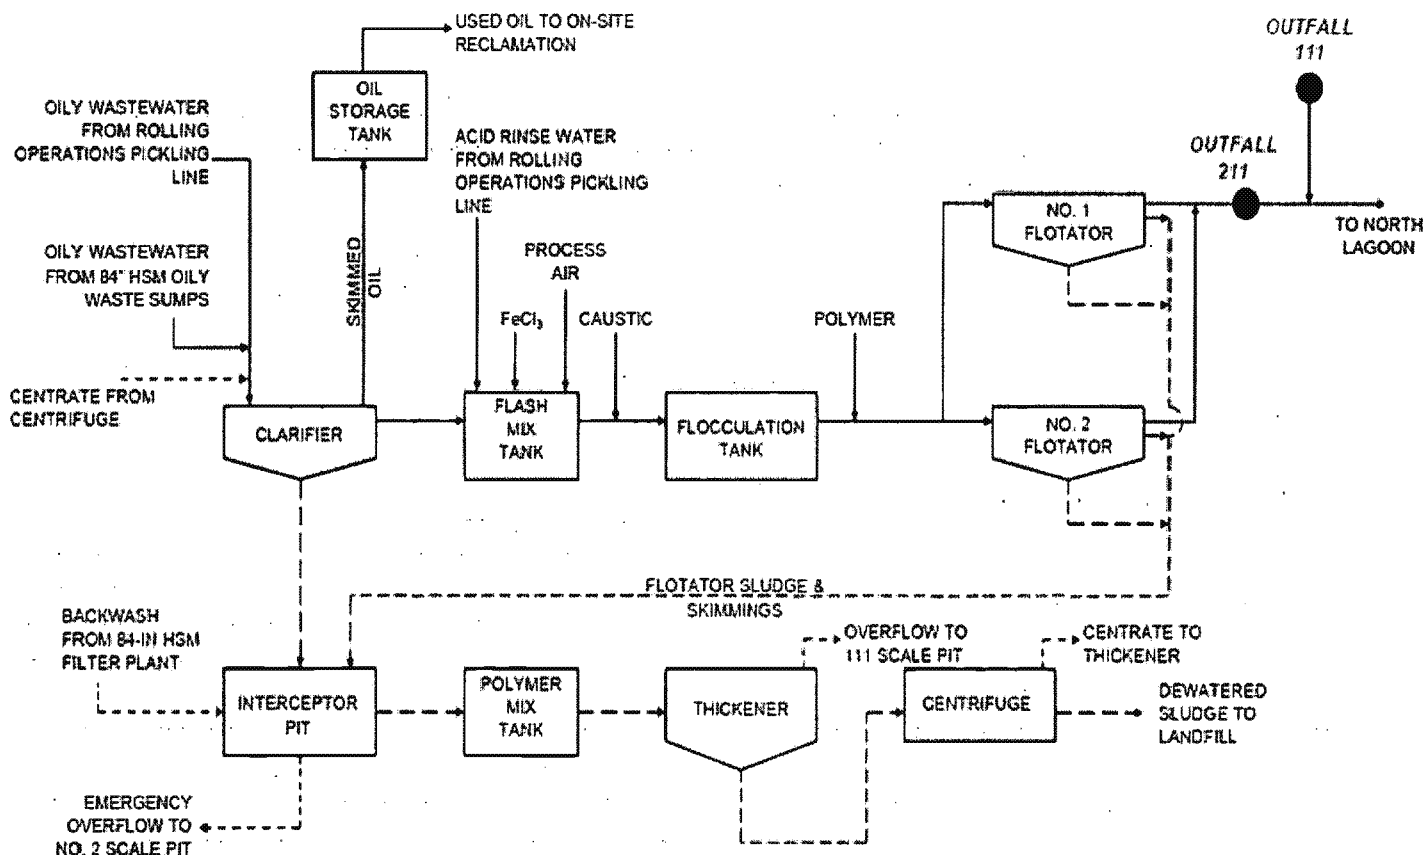 USED OIL TO ON-SITE
RECLAMATION
OUTFALL
111
OIL
STORAGE
TANK
OILY WASTEWATER
FROM ROLLING
OPERATIONS PICKLING
LINE
ACID RINSE WATER
FROM ROLLING
OPERATIONS PICKLING
LINE
OUTFALL
211
NO. 1
FLOTATOR
TO NORTH
LAGOON
OILY WASTEWATER
FROM 84" HSM OILY
WASTE SUMPS
SKIMMED
OIL
PROCESS
AIR
FeCl₃
CAUSTIC
POLYMER
CENTRATE FROM
CENTRIFUGE
CLARIFIER
FLASH
MIX
TANK
FLOCCULATION
TANK
NO. 2
FLOTATOR
FLOTATOR SLUDGE &
SKIMMINGS
BACKWASH
FROM 84-IN HSM
FILTER PLANT
OVERFLOW TO
111 SCALE PIT
CENTRATE TO
THICKENER
INTERCEPTOR
PIT
POLYMER
MIX
TANK
THICKENER
CENTRIFUGE
DEWATERED
SLUDGE TO
LANDFILL
EMERGENCY
OVERFLOW TO
NO. 2 SCALE PIT